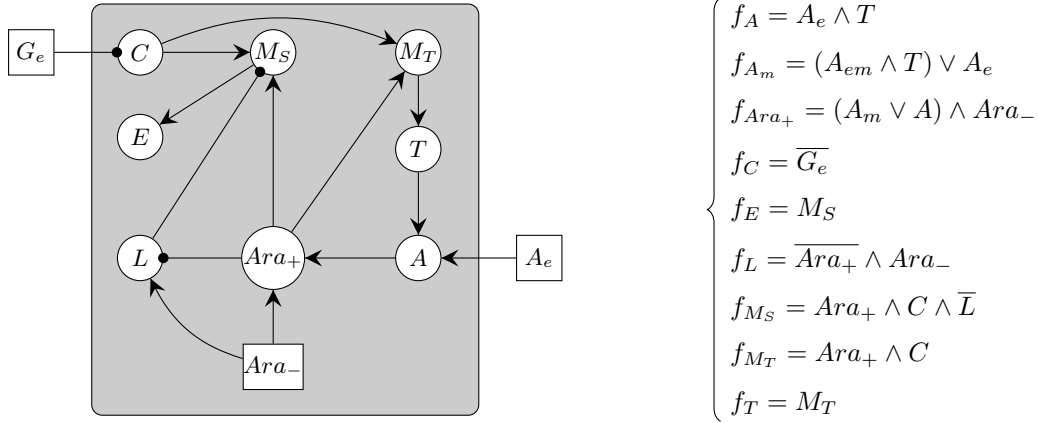 G_e C M_S M_T
E T
L Ara_+ A A_e
Ara_−
f_A = A_e ∧ T
f_{A_m} = (A_{em} ∧ T) ∨ A_e
f_{Ara_+} = (A_m ∨ A) ∧ Ara_−
f_C = \overline{G_e}
f_E = M_S
f_L = \overline{Ara_+} ∧ Ara_−
f_{M_S} = Ara_+ ∧ C ∧ \overline{L}
f_{M_T} = Ara_+ ∧ C
f_T = M_T